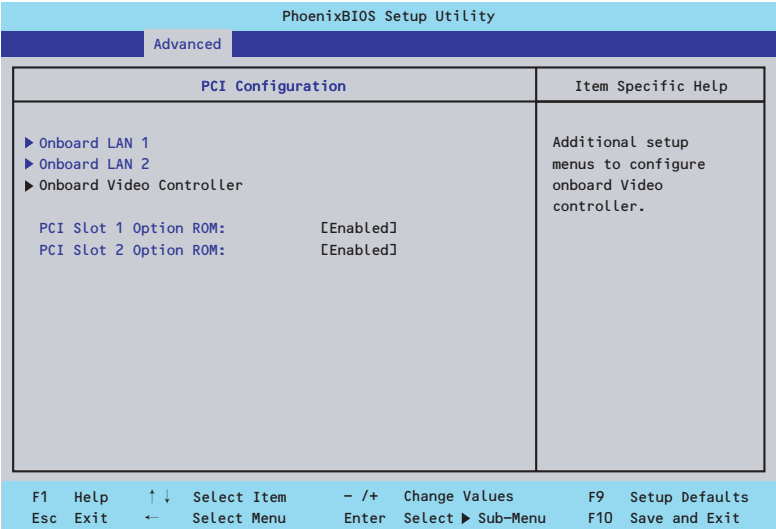 PhoenixBIOS Setup Utility
Advanced
PCI Configuration
Item Specific Help
▶ Onboard LAN 1
▶ Onboard LAN 2
▶ Onboard Video Controller
PCI Slot 1 Option ROM: [Enabled]
PCI Slot 2 Option ROM: [Enabled]
Additional setup
menus to configure
onboard Video
controller.
F1 Help ↑ ↓ Select Item - /+ Change Values F9 Setup Defaults
Esc Exit ← Select Menu Enter Select ▶ Sub-Menu F10 Save and Exit